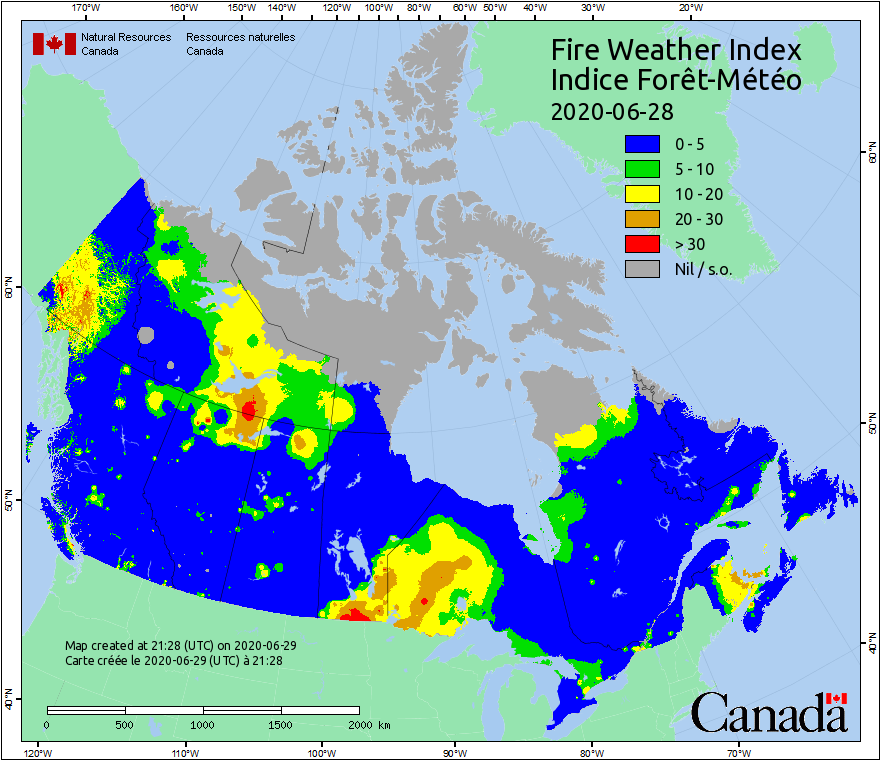 170°W 160°W 150°W 140°W 130°W 120°W 110°W 100°W 90°W 80°W 70°W 60°W 50°W 40°W 30°W 20°W
Natural Resources Canada
Ressources naturelles Canada
Fire Weather Index
Indice Forêt-Météo
2020-06-28
0 - 5
5 - 10
10 - 20
20 - 30
> 30
Nil / s.o.
60°N
60°N
50°N
50°N
40°N
40°N
Map created at 21:28 (UTC) on 2020-06-29
Carte créée le 2020-06-29 (UTC) à 21:28
0 500 1000 1500 2000 km
Canada
120°W 110°W 100°W 90°W 80°W 70°W